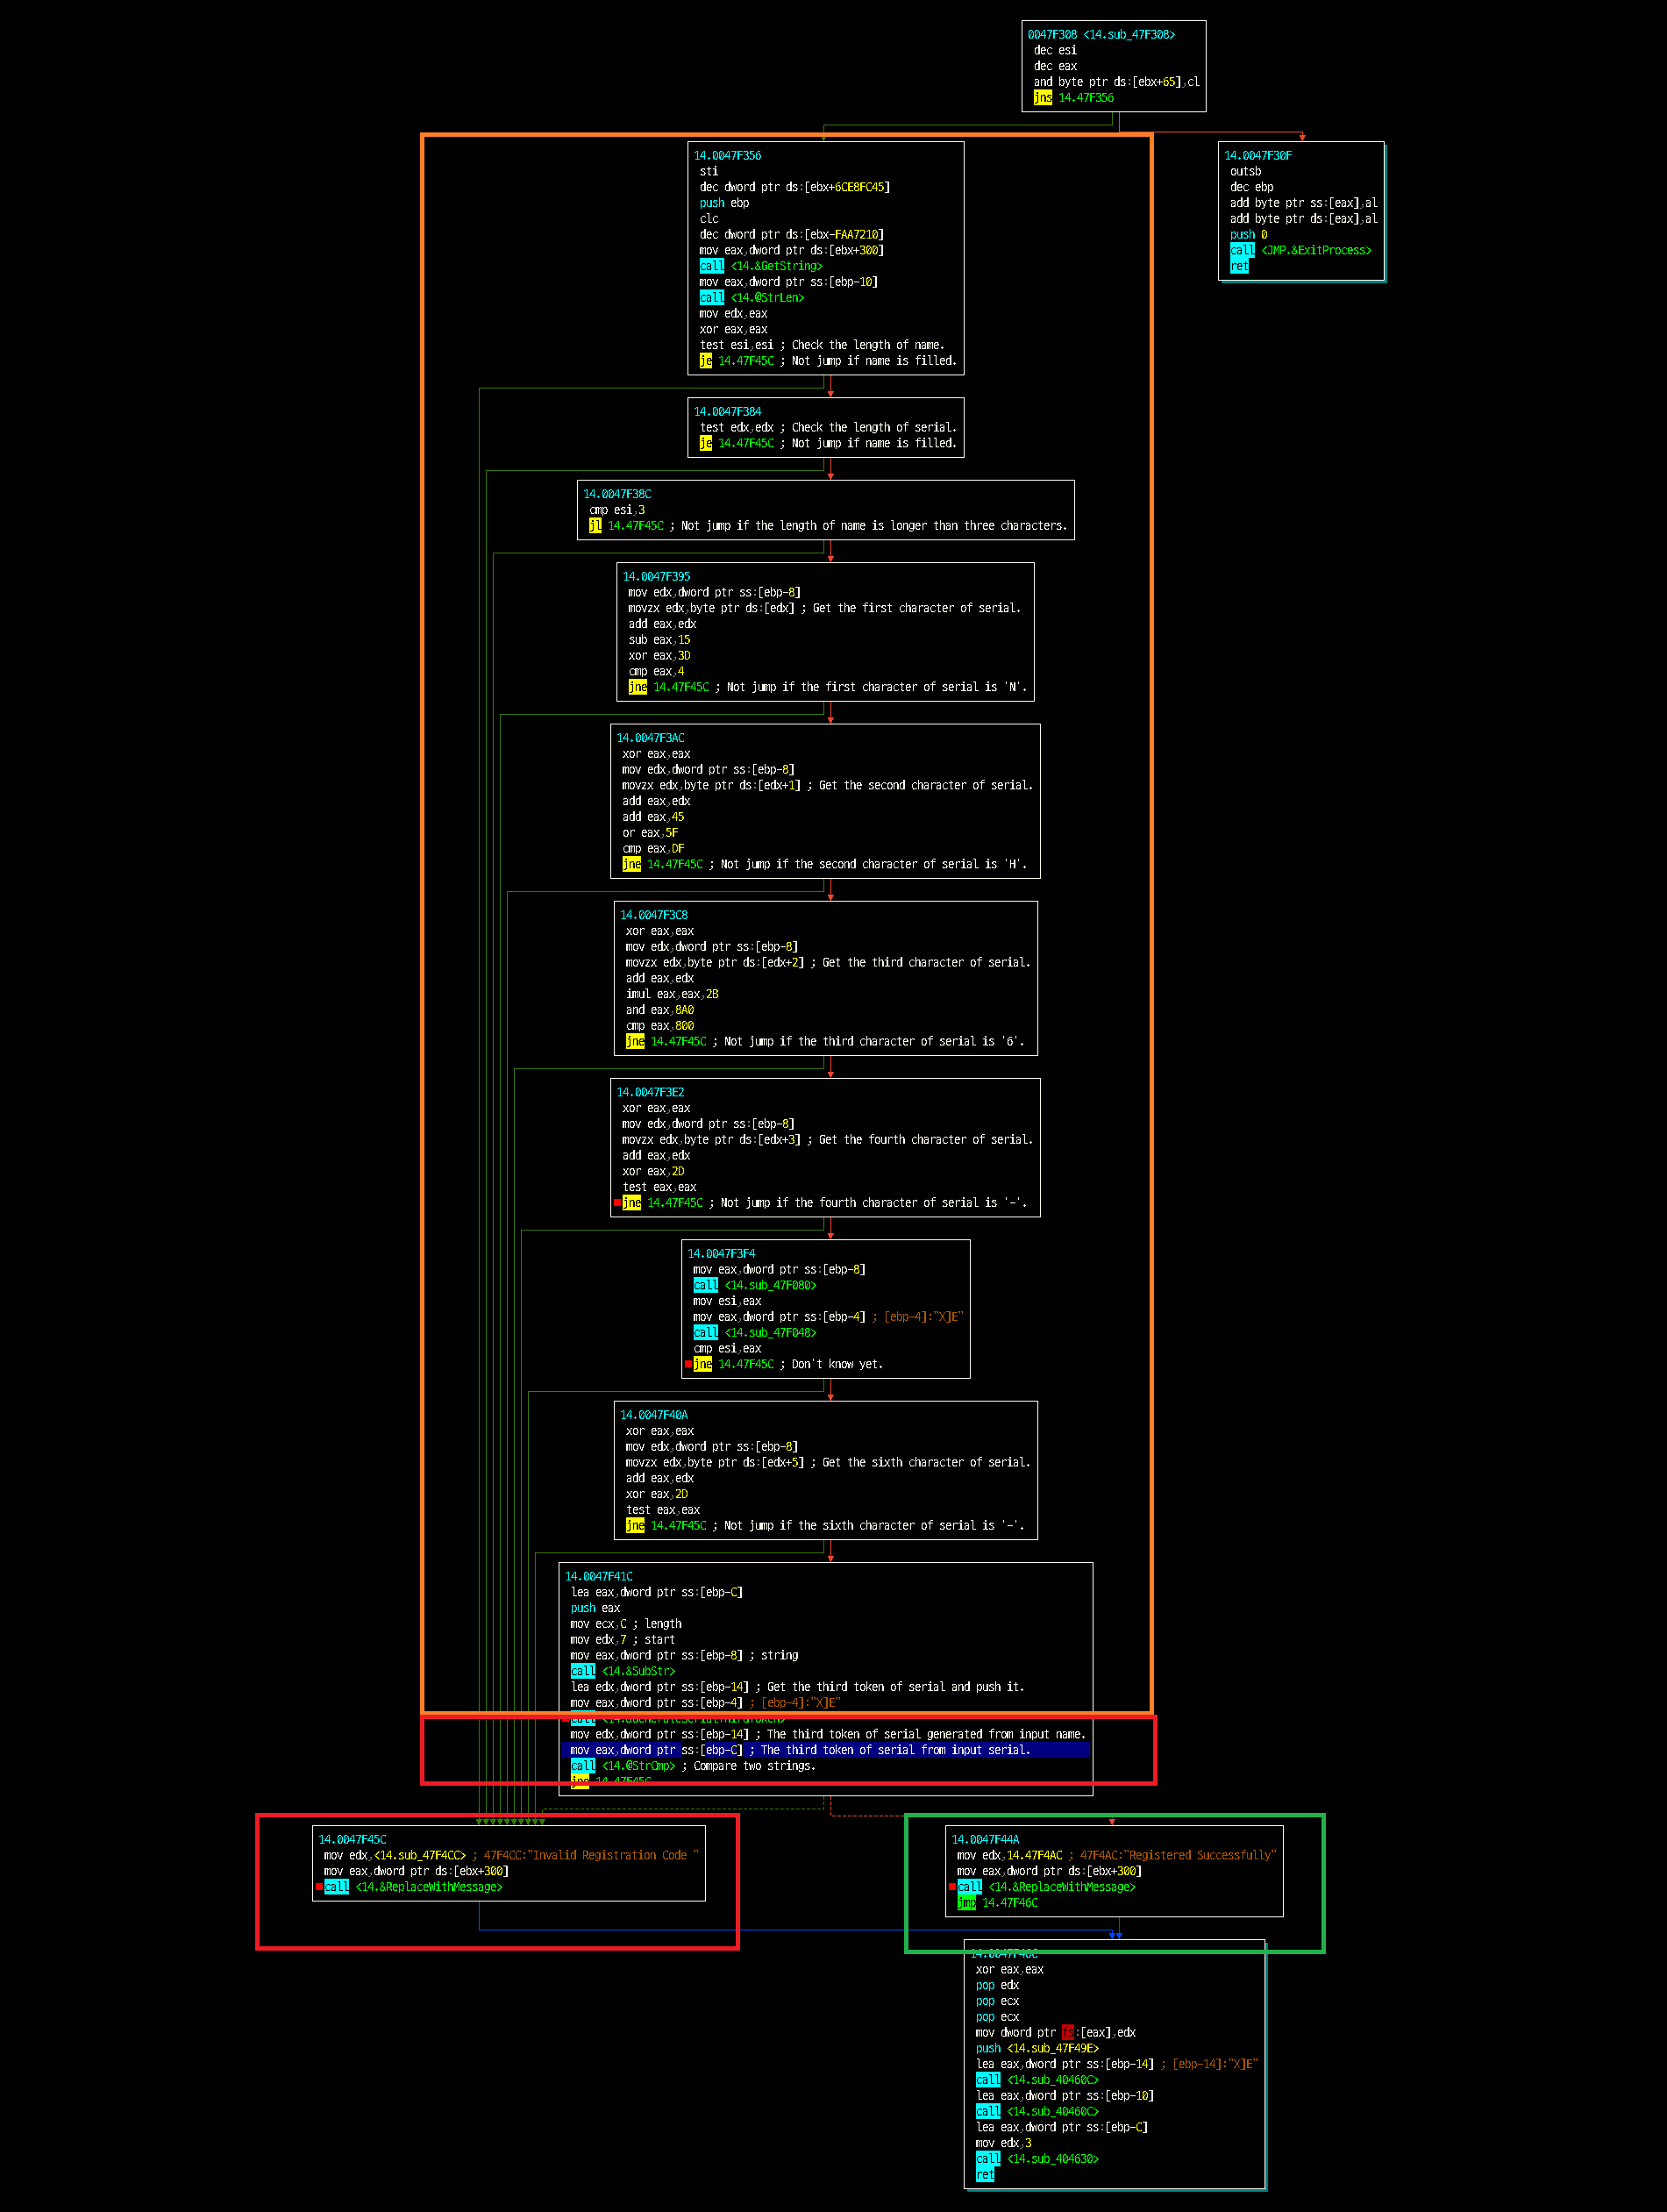 0047F308 <14.sub_47F308>
dec esi
dec eax
and byte ptr ds:[ebx+65],cl
jns 14.47F356
14.0047F30F
outsb
dec ebp
add byte ptr ss:[eax],al
add byte ptr ds:[eax],al
push 0
call <JMP.&ExitProcess>
ret
14.0047F356
sti
dec dword ptr ds:[ebx+6CE8FC45]
push ebp
clc
dec dword ptr ds:[ebx-FAA7210]
mov eax,dword ptr ds:[ebx+300]
call <14.&GetString>
mov eax,dword ptr ss:[ebp-10]
call <14.@StrLen>
mov edx,eax
xor eax,eax
test esi,esi ; Check the length of name.
je 14.47F45C ; Not jump if name is filled.
14.0047F384
test edx,edx ; Check the length of serial.
je 14.47F45C ; Not jump if name is filled.
14.0047F38C
cmp esi,3
jl 14.47F45C ; Not jump if the length of name is longer than three characters.
14.0047F395
mov edx,dword ptr ss:[ebp-8]
movzx edx,byte ptr ds:[edx] ; Get the first character of serial.
add eax,edx
sub eax,15
xor eax,3D
cmp eax,4
jne 14.47F45C ; Not jump if the first character of serial is 'N'.
14.0047F3AC
xor eax,eax
mov edx,dword ptr ss:[ebp-8]
movzx edx,byte ptr ds:[edx+1] ; Get the second character of serial.
add eax,edx
add eax,45
or eax,5F
cmp eax,DF
jne 14.47F45C ; Not jump if the second character of serial is 'H'.
14.0047F3C8
xor eax,eax
mov edx,dword ptr ss:[ebp-8]
movzx edx,byte ptr ds:[edx+2] ; Get the third character of serial.
add eax,edx
imul eax,eax,2B
and eax,8A0
cmp eax,800
jne 14.47F45C ; Not jump if the third character of serial is '6'.
14.0047F3E2
xor eax,eax
mov edx,dword ptr ss:[ebp-8]
movzx edx,byte ptr ds:[edx+3] ; Get the fourth character of serial.
add eax,edx
xor eax,2D
test eax,eax
jne 14.47F45C ; Not jump if the fourth character of serial is '-'.
14.0047F3F4
mov eax,dword ptr ss:[ebp-8]
call <14.sub_47F080>
mov esi,eax
mov eax,dword ptr ss:[ebp-4] ; [ebp-4]:"X]E"
call <14.sub_47F048>
cmp esi,eax
jne 14.47F45C ; Don't know yet.
14.0047F40A
xor eax,eax
mov edx,dword ptr ss:[ebp-8]
movzx edx,byte ptr ds:[edx+5] ; Get the sixth character of serial.
add eax,edx
xor eax,2D
test eax,eax
jne 14.47F45C ; Not jump if the sixth character of serial is '-'.
14.0047F41C
lea eax,dword ptr ss:[ebp-C]
push eax
mov ecx,C ; length
mov edx,7 ; start
mov eax,dword ptr ss:[ebp-8] ; string
call <14.&SubStr>
lea edx,dword ptr ss:[ebp-14] ; Get the third token of serial and push it.
mov eax,dword ptr ss:[ebp-4] ; [ebp-4]:"X]E"
call <14.&GenerateSerialThirdToken>
mov edx,dword ptr ss:[ebp-14] ; The third token of serial generated from input name.
mov eax,dword ptr ss:[ebp-C] ; The third token of serial from input serial.
call <14.@StrCmp> ; Compare two strings.
jne 14.47F45C
14.0047F45C
mov edx,<14.sub_47F4CC> ; 47F4CC:"Invalid Registration Code "
mov eax,dword ptr ds:[ebx+300]
call <14.&ReplaceWithMessage>
14.0047F44A
mov edx,14.47F4AC ; 47F4AC:"Registered Successfully"
mov eax,dword ptr ds:[ebx+300]
call <14.&ReplaceWithMessage>
jmp 14.47F46C
14.0047F46C
xor eax,eax
pop edx
pop ecx
pop ecx
mov dword ptr fs:[eax],edx
push <14.sub_47F49E>
lea eax,dword ptr ss:[ebp-14] ; [ebp-14]:"X]E"
call <14.sub_40460C>
lea eax,dword ptr ss:[ebp-10]
call <14.sub_40460C>
lea eax,dword ptr ss:[ebp-C]
mov edx,3
call <14.sub_404630>
ret